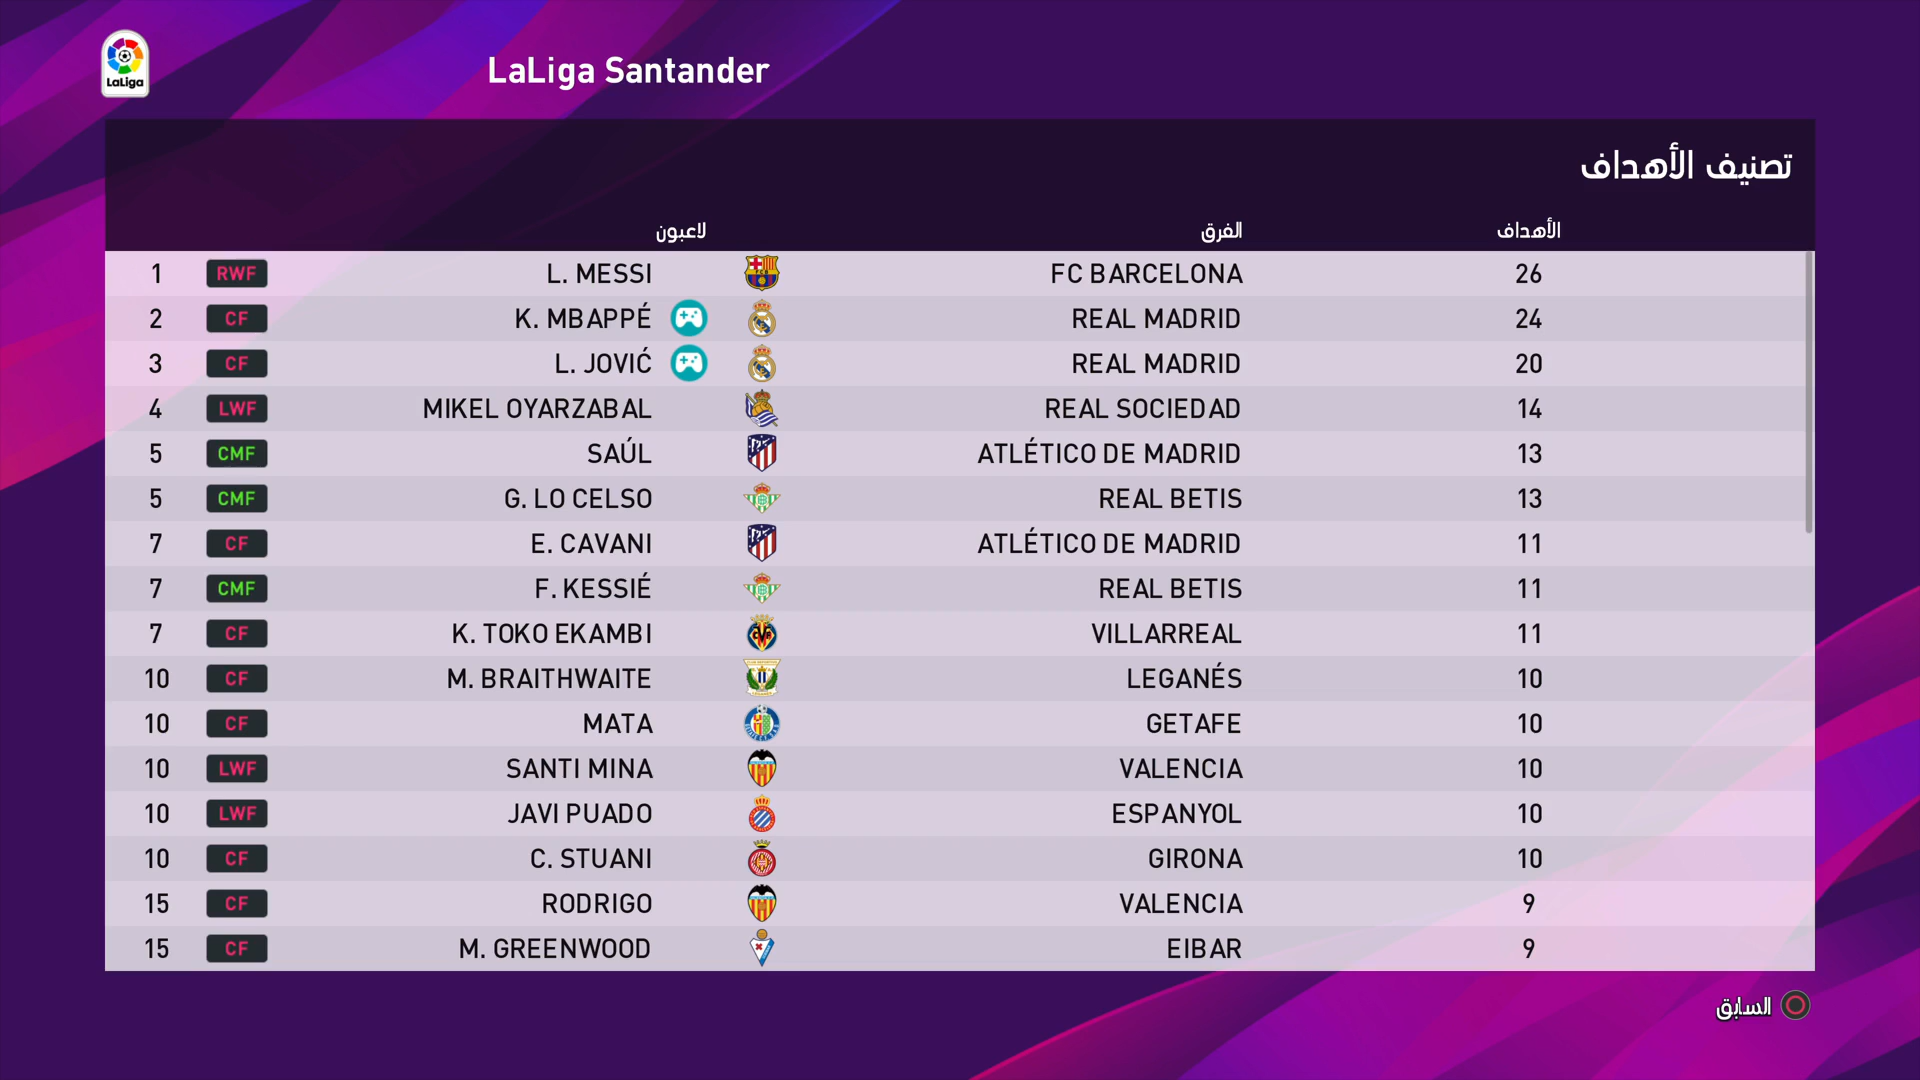 LaLiga
LaLiga Santander
تصنيف الأهداف
لاعبون الفرق الأهداف
1 RWF L. MESSI FC BARCELONA 26
2 CF K. MBAPPÉ REAL MADRID 24
3 CF L. JOVIĆ REAL MADRID 20
4 LWF MIKEL OYARZABAL REAL SOCIEDAD 14
5 CMF SAÚL ATLÉTICO DE MADRID 13
5 CMF G. LO CELSO REAL BETIS 13
7 CF E. CAVANI ATLÉTICO DE MADRID 11
7 CMF F. KESSIÉ REAL BETIS 11
7 CF K. TOKO EKAMBI VILLARREAL 11
10 CF M. BRAITHWAITE LEGANÉS 10
10 CF MATA GETAFE 10
10 LWF SANTI MINA VALENCIA 10
10 LWF JAVI PUADO ESPANYOL 10
10 CF C. STUANI GIRONA 10
15 CF RODRIGO VALENCIA 9
15 CF M. GREENWOOD EIBAR 9
السابق